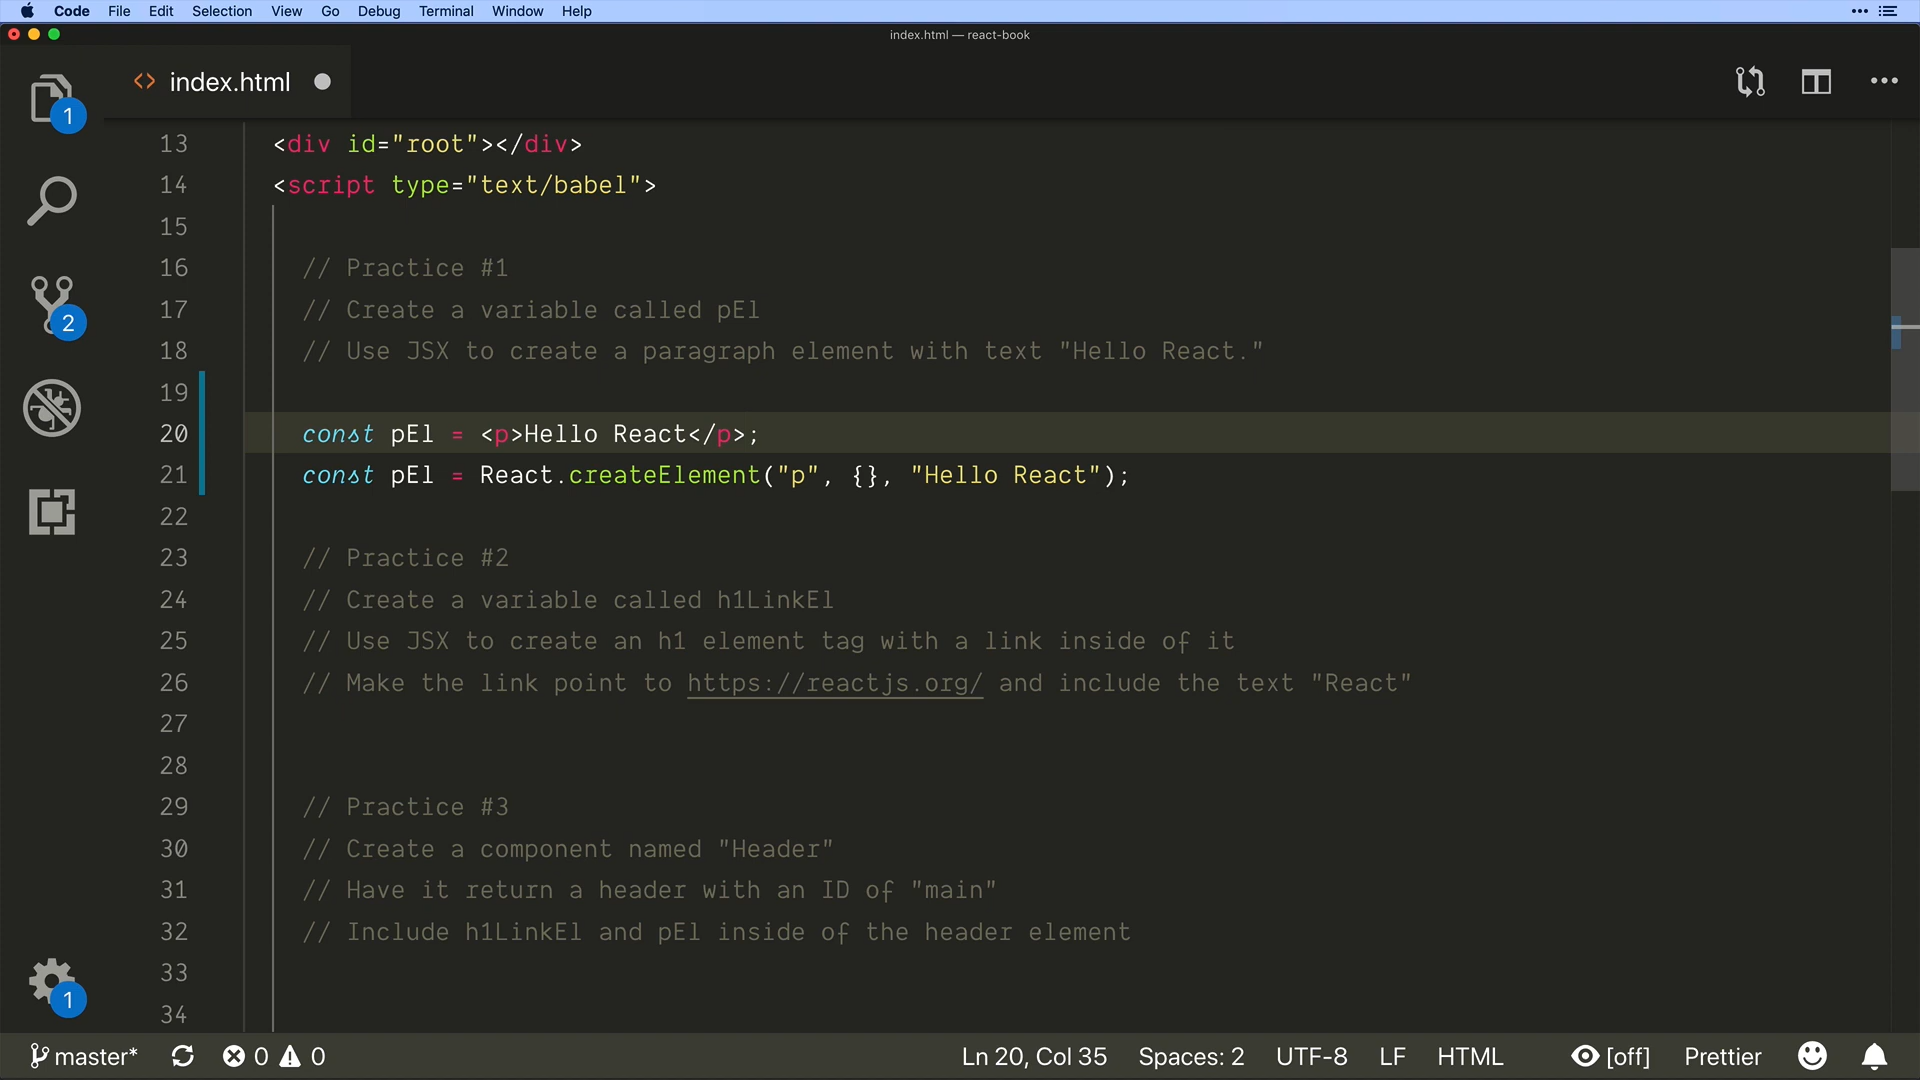 Code File Edit Selection View Go Debug Terminal Window Help
index.html — react-book
index.html
1
2
1
13 <div id="root"></div>
14 <script type="text/babel">
15
16 // Practice #1
17 // Create a variable called pEl
18 // Use JSX to create a paragraph element with text "Hello React."
19
20 const pEl = <p>Hello React</p>;
21 const pEl = React.createElement("p", {}, "Hello React");
22
23 // Practice #2
24 // Create a variable called h1LinkEl
25 // Use JSX to create an h1 element tag with a link inside of it
26 // Make the link point to https://reactjs.org/ and include the text "React"
27
28
29 // Practice #3
30 // Create a component named "Header"
31 // Have it return a header with an ID of "main"
32 // Include h1LinkEl and pEl inside of the header element
33
34
master* 0 0 Ln 20, Col 35 Spaces: 2 UTF-8 LF HTML [off] Prettier